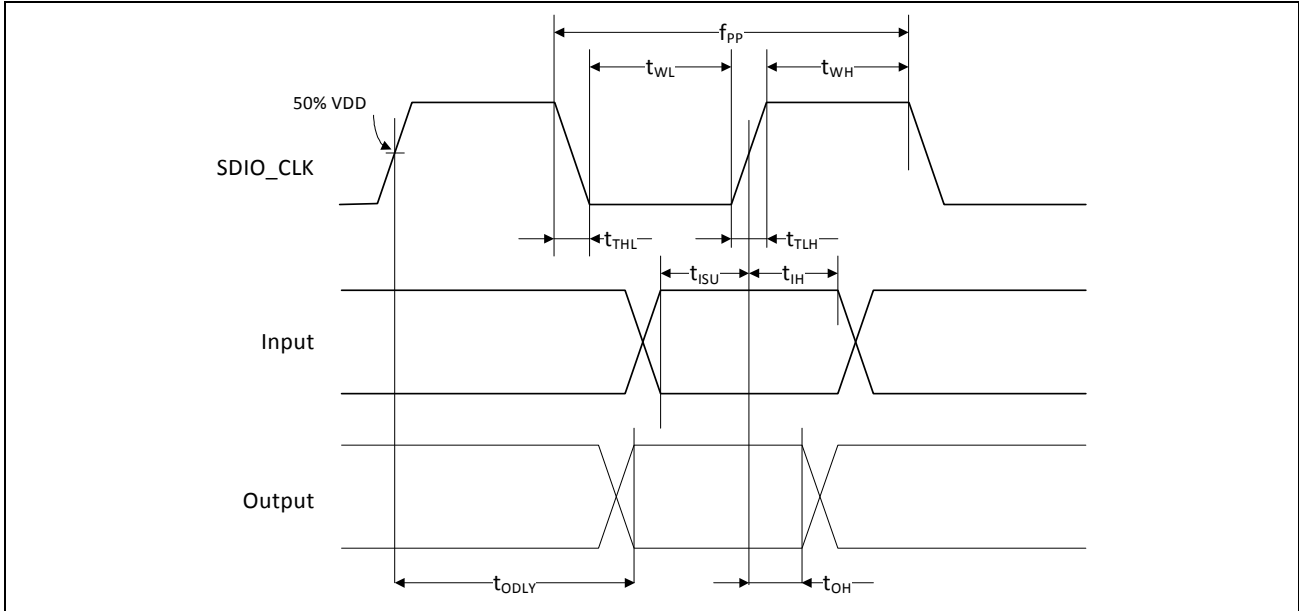 fPP
tWL
tWH
50% VDD
SDIO_CLK
tTHL
tTLH
tISU
tIH
Input
Output
tODLY
tOH